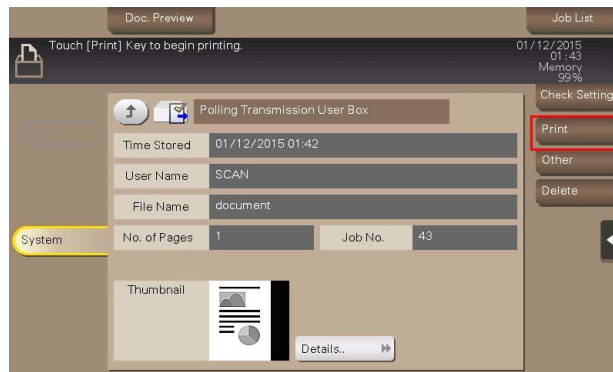 Doc. Preview
Job List
Touch [Print] Key to begin printing.
01/12/2015
01:43
Memory
99%
Check Setting
Polling Transmission User Box
Print
Time Stored 01/12/2015 01:42
Other
User Name SCAN
Delete
File Name document
System
No. of Pages 1 Job No. 43
Thumbnail
Details..